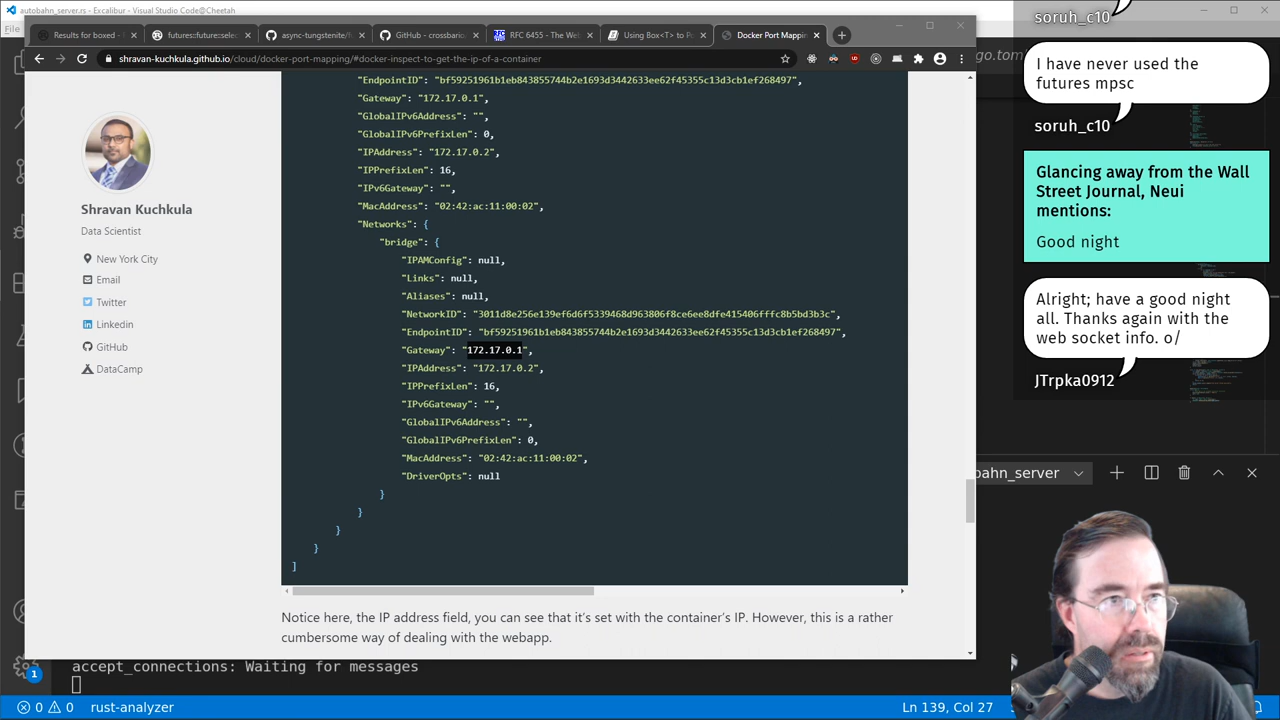 autobahn_server.rs - Excalibur - Visual Studio Code@Cheetah
File
Results for boxed -
futures::future::selec
async-tungstenite/
GitHub - crossbario
RFC 6455 - The Web
Using Box<T> to Po
Docker Port Mapping
shravan-kuchkula.github.io/cloud/docker-port-mapping/#docker-inspect-to-get-the-ip-of-a-container
go.tom
"EndpointID": "bf59251961b1eb843855744b2e1693d3442633ee62f45355c13d3cb1ef268497",
"Gateway": "172.17.0.1",
"GlobalIPv6Address": "",
"GlobalIPv6PrefixLen": 0,
"IPAddress": "172.17.0.2",
"IPPrefixLen": 16,
"IPv6Gateway": "",
"MacAddress": "02:42:ac:11:00:02",
"Networks": {
"bridge": {
"IPAMConfig": null,
"Links": null,
"Aliases": null,
"NetworkID": "3011d8e256e139ef6d6f5339468d963806f8ce6ee8dfe415406fffc8b5bd3b3c",
"EndpointID": "bf59251961b1eb843855744b2e1693d3442633ee62f45355c13d3cb1ef268497",
"Gateway": "172.17.0.1",
"IPAddress": "172.17.0.2",
"IPPrefixLen": 16,
"IPv6Gateway": "",
"GlobalIPv6Address": "",
"GlobalIPv6PrefixLen": 0,
"MacAddress": "02:42:ac:11:00:02",
"DriverOpts": null
}
}
}
}
]
Shravan Kuchkula
Data Scientist
New York City
Email
Twitter
Linkedin
GitHub
DataCamp
Notice here, the IP address field, you can see that it's set with the container's IP. However, this is a rather
cumbersome way of dealing with the webapp.
soruh_c10
I have never used the
futures mpsc
soruh_c10
Glancing away from the Wall
Street Journal, Neui
mentions:
Good night
Alright; have a good night
all. Thanks again with the
web socket info. o/
JTrpka0912
bahn_server
accept_connections: Waiting for messages
1
0
0
rust-analyzer
Ln 139, Col 27